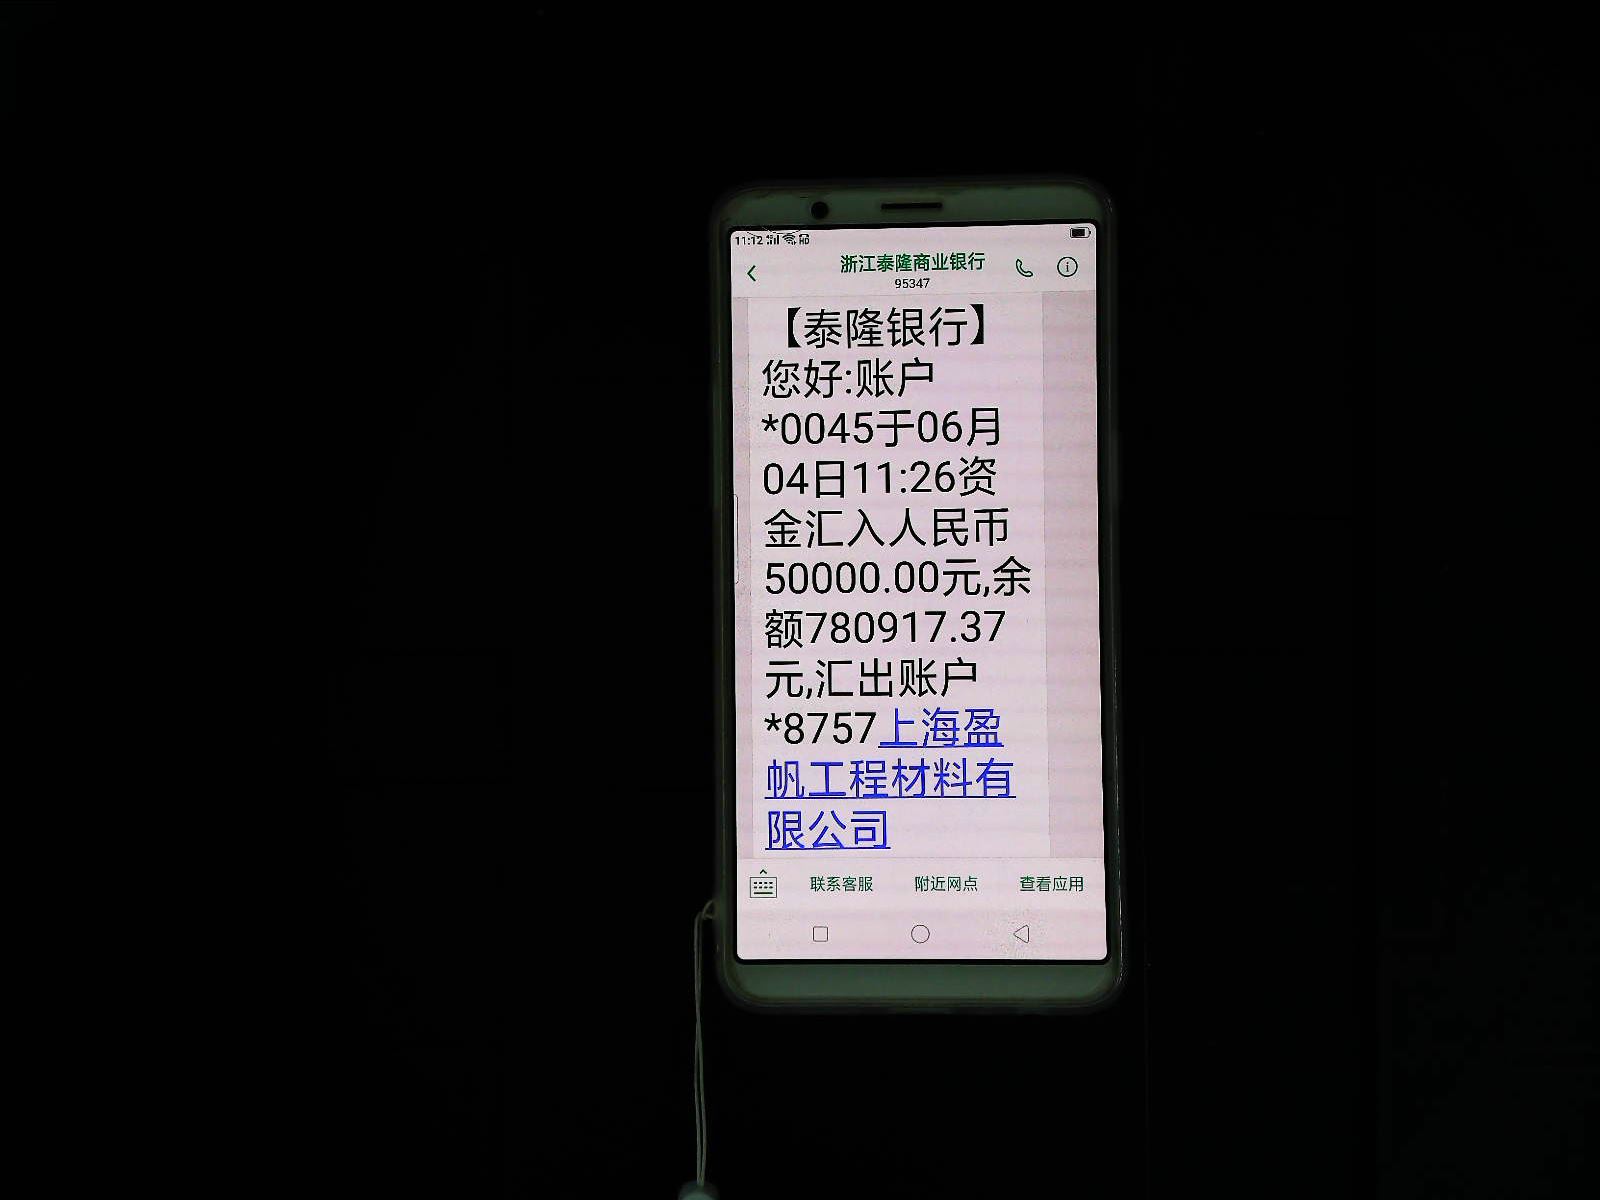 11:12
浙江泰隆商业银行
95347
【泰隆银行】
您好:账户
*0045于06月
04日11:26资
金汇入人民币
50000.00元,余
额780917.37
元,汇出账户
*8757上海盈
帆工程材料有
限公司
联系客服 附近网点 查看应用